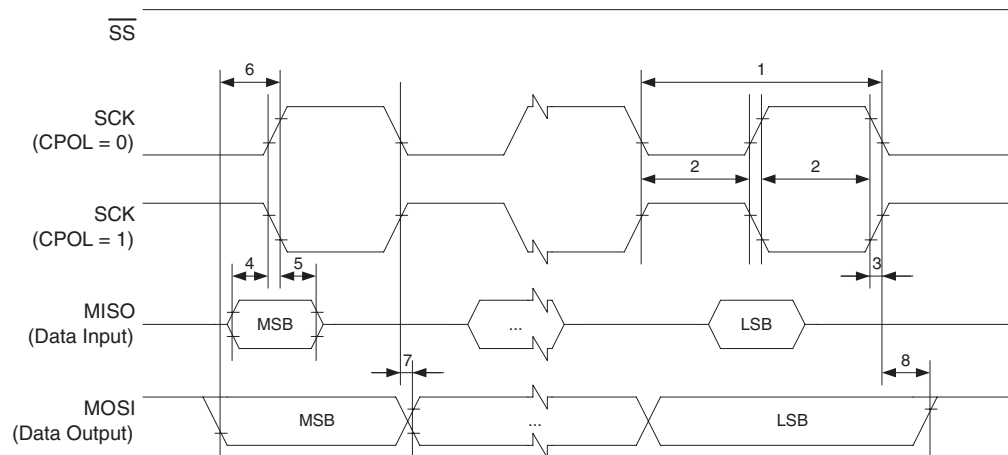 SS
6
1
SCK
(CPOL = 0)
2
2
SCK
(CPOL = 1)
4
5
3
MISO
(Data Input)
MSB
...
LSB
7
8
MOSI
(Data Output)
MSB
...
LSB